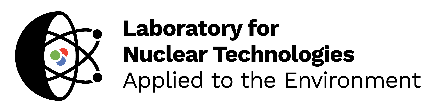 Laboratory for
Nuclear Technologies
Applied to the Environment